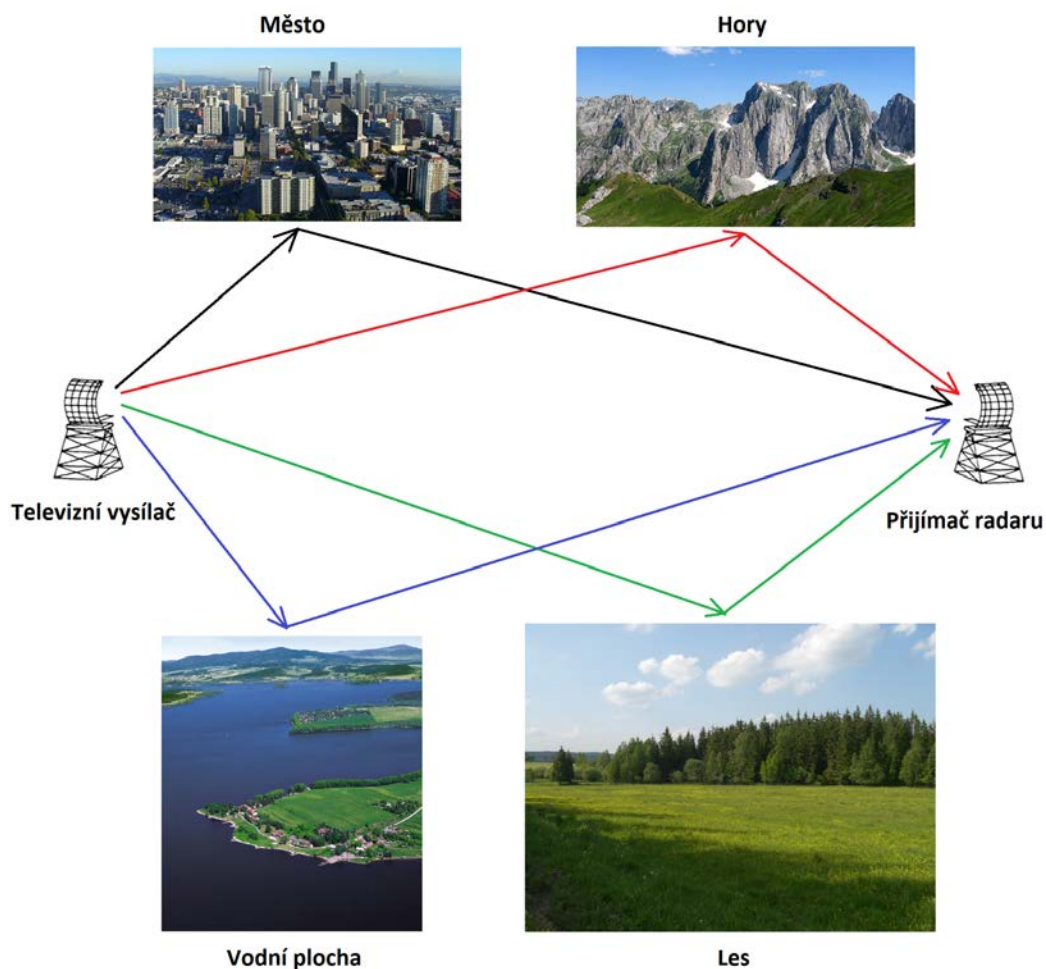 Město
Hory
Televizní vysílač
Přijímač radaru
Vodní plocha
Les